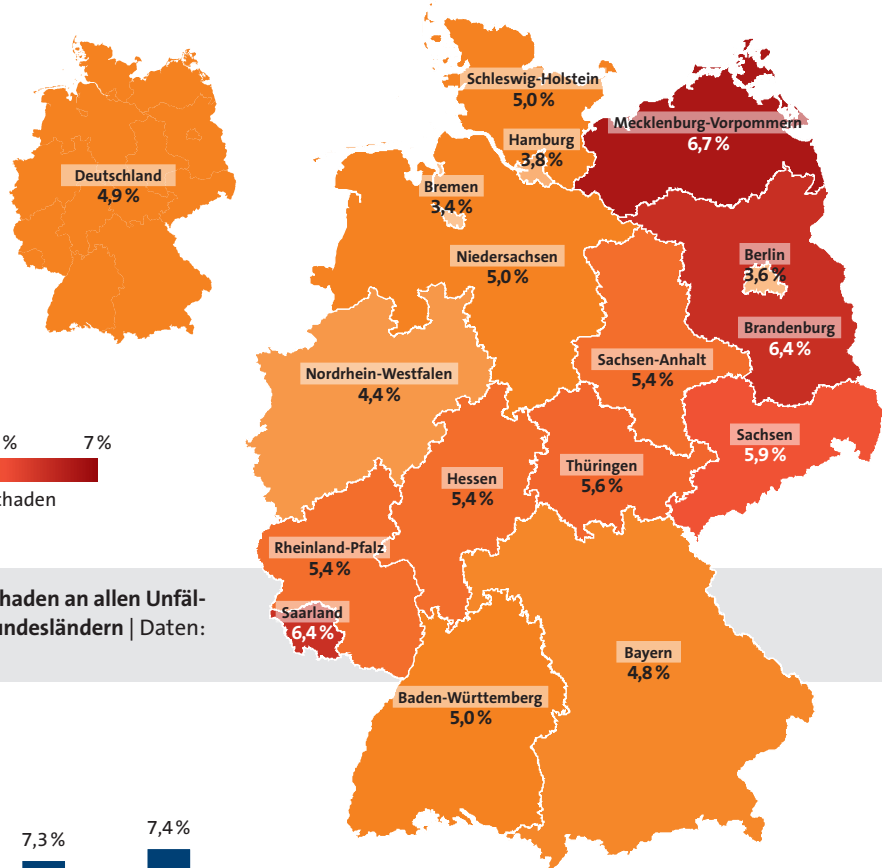 Deutschland
4,9 %
Schleswig-Holstein
5,0 %
Mecklenburg-Vorpommern
6,7 %
Hamburg
3,8 %
Bremen
3,4 %
2
Niedersachsen
5,0 %
Berlin
3,6 %
Brandenburg
6,4 %
Sachsen-Anhalt
5,4 %
Nordrhein-Westfalen
4,4 %
Sachsen
5,9 %
Thüringen
5,6 %
Hessen
5,4 %
% 7 %
chaden
Rheinland-Pfalz
5,4 %
haden an allen Unfäl-
undesländern | Daten:
Saarland
6,4 %
Bayern
4,8 %
Baden-Württemberg
5,0 %
7,3 % 7,4 %